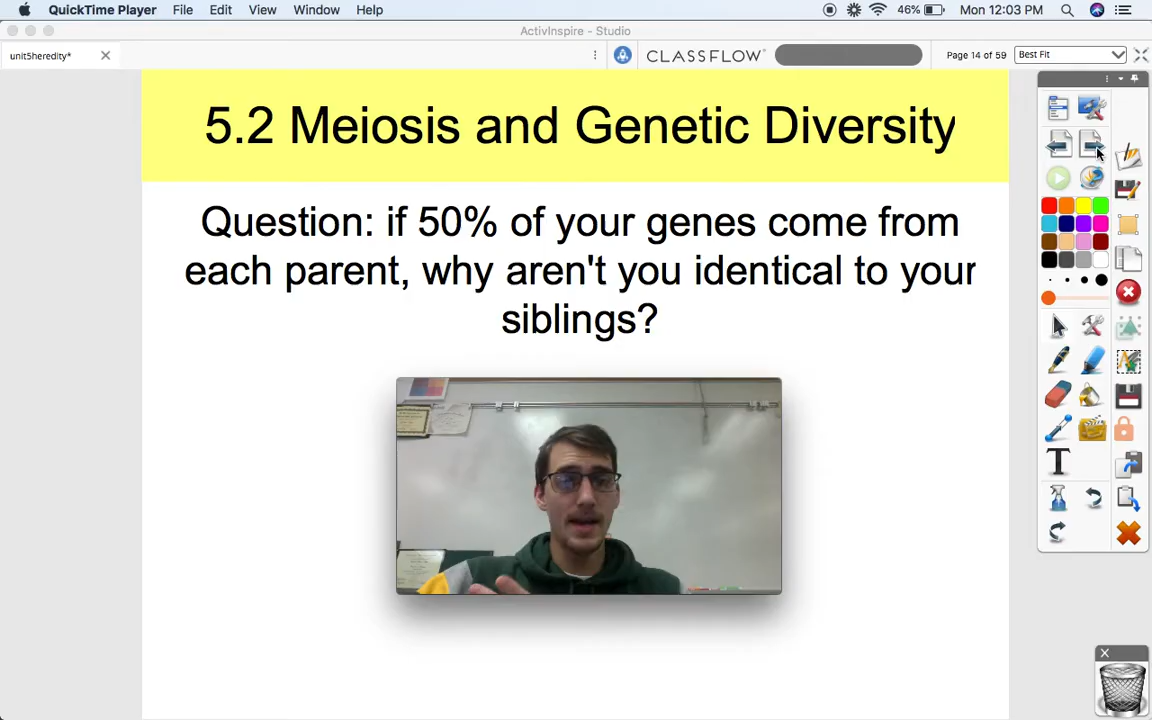 QuickTime Player File Edit View Window Help 46% Mon 12:03 PM
ActivInspire - Studio
unit5heredity* CLASSFLOW Page 14 of 59 Best Fit
5.2 Meiosis and Genetic Diversity
Question: if 50% of your genes come from
each parent, why aren't you identical to your
siblings?